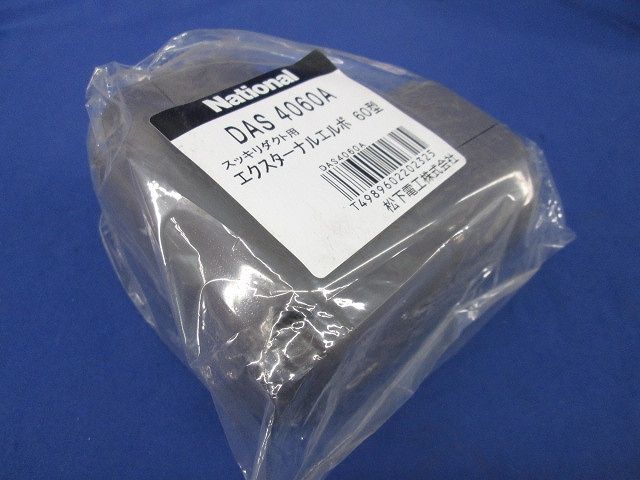 National
DAS 4060A
スッキリダクト用
エクスターナルエルボ 60型
DAS4060A
T4989602202325
松下電工株式会社